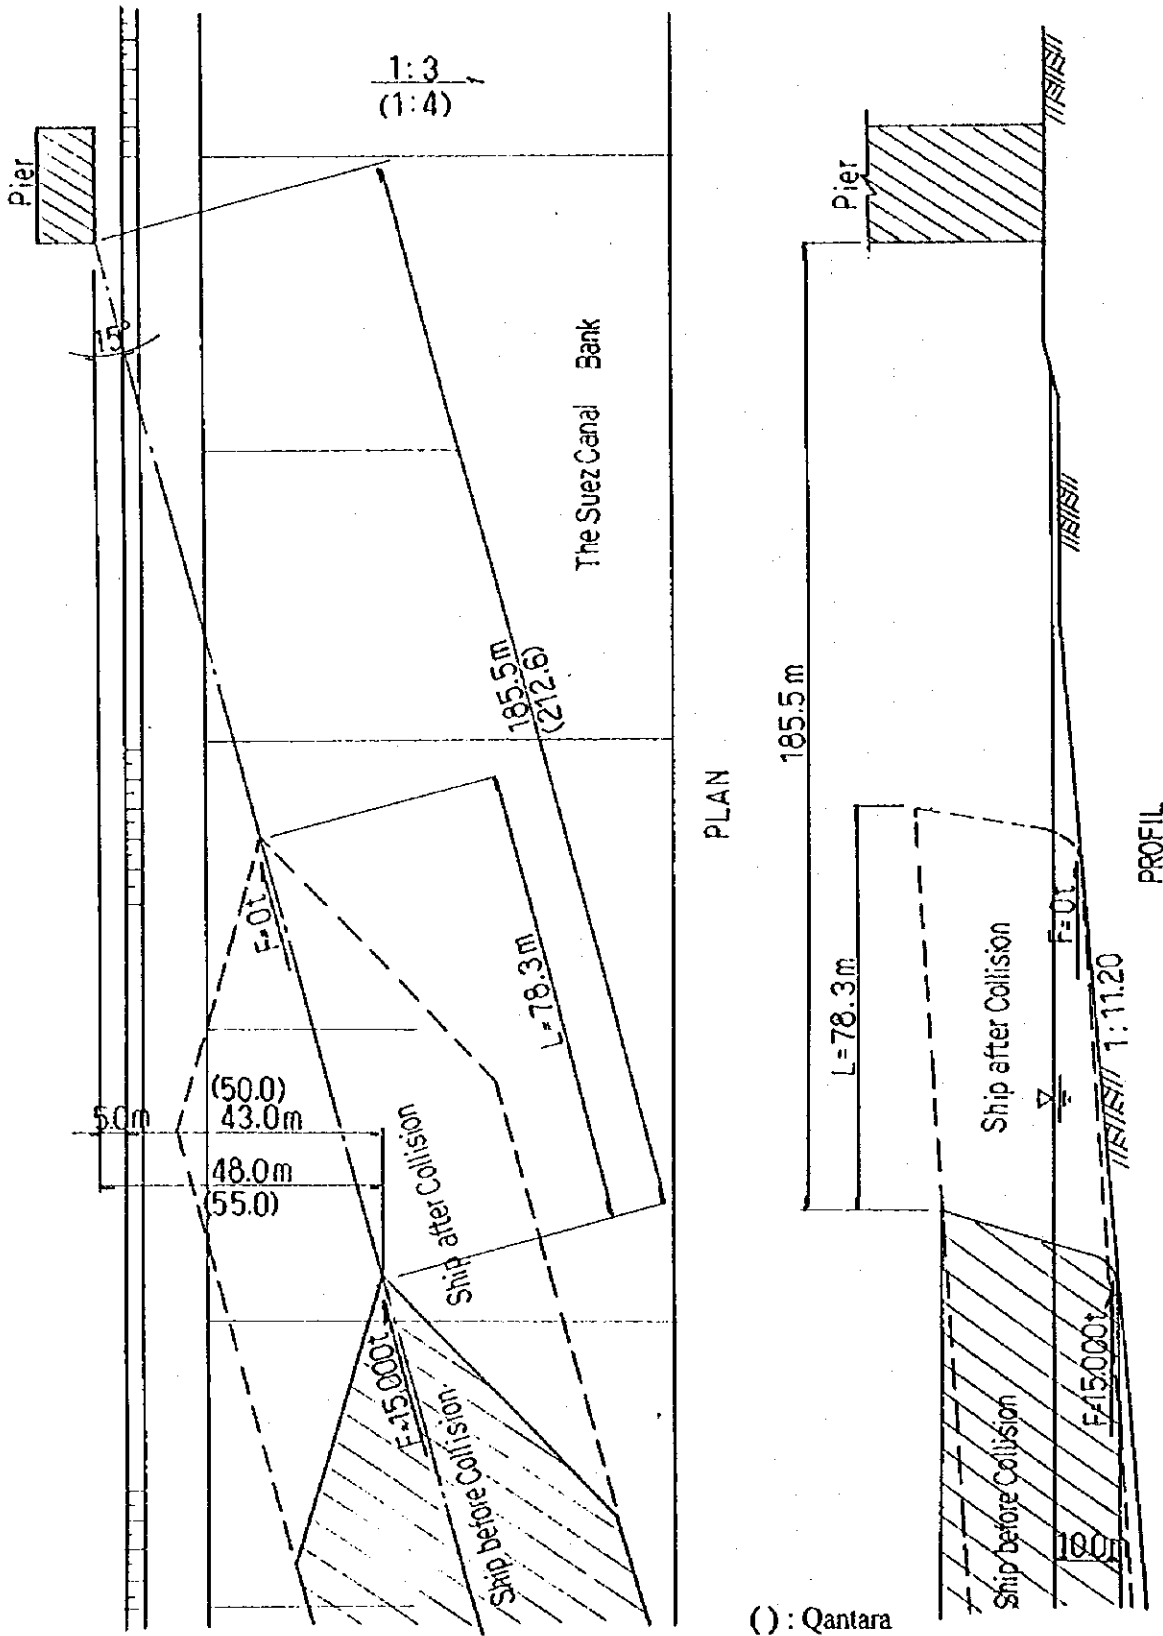 1:3
(1:4)
Pier
15°
The Suez Canal Bank
185.5m
(212.6)
F=0t
L=78.3m
(50.0)
5.0m
43.0m
48.0m
(55.0)
Ship after Collision
F=15,000t
Ship before Collision
PLAN
Pier
185.5m
L=78.3m
F=0t
Ship after Collision
1:11.20
F=15,000t
Ship before Collision
10.0m
PROFIL
( ) : Qantara